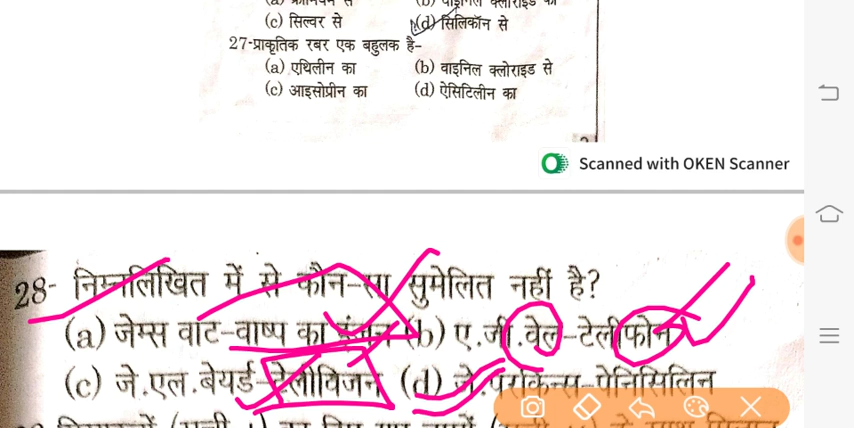 (c) सिल्वर से (d) सिलिकॉन से
27-प्राकृतिक रबर एक बहुलक है-
(a) एथिलीन का (b) वाइनिल क्लोराइड से
(c) आइसोप्रीन का (d) ऐसिटिलीन का
Scanned with OKEN Scanner
28- निम्नलिखित में से कौन-सा सुमेलित नहीं है?
(a) जेम्स वाट-वाष्प का इंजन (b) ए.जी.वेल-टेलीफोन
(c) जे.एल.बेयर्ड-टेलीविजन (d) जे.परकिन्स-पेनिसिलिन